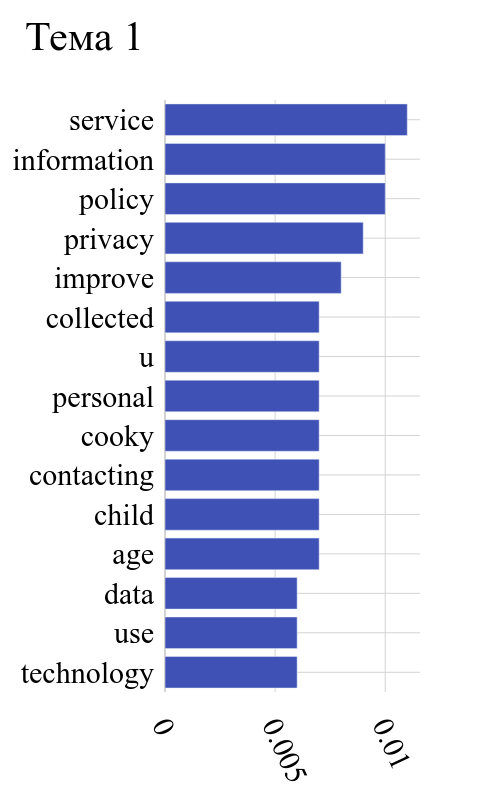 Тема 1
service
information
policy
privacy
improve
collected
u
personal
cooky
contacting
child
age
data
use
technology
0
0.005
0.01